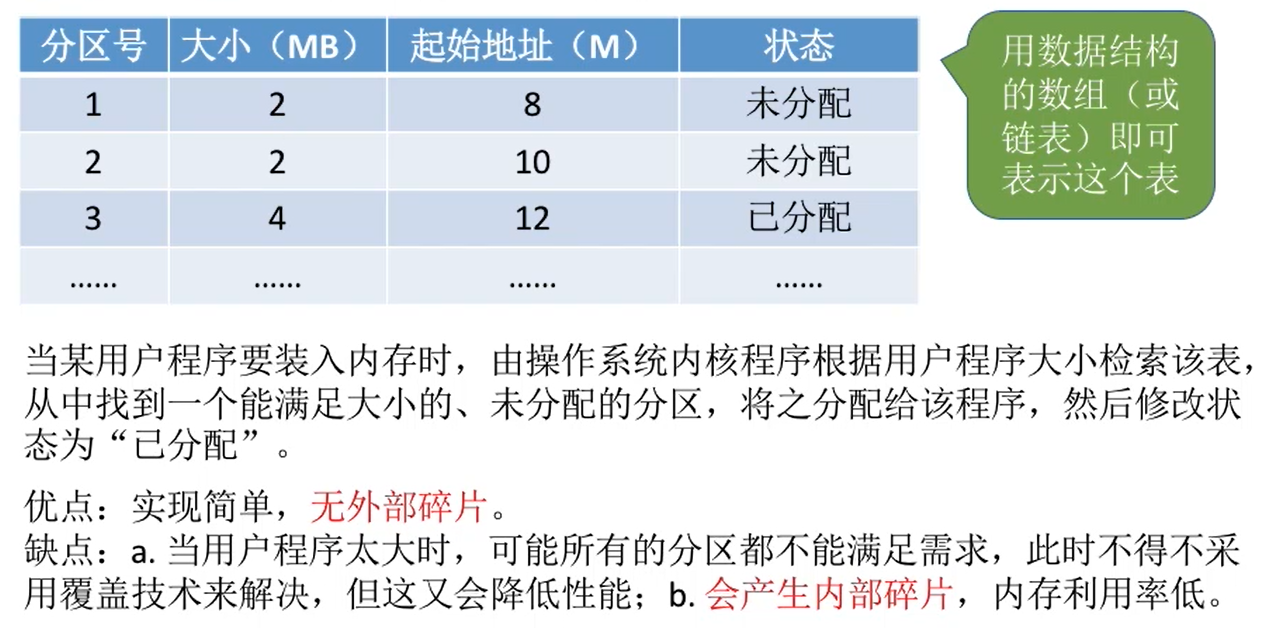 分区号 大小（MB） 起始地址（M） 状态
1 2 8 未分配
2 2 10 未分配
3 4 12 已分配
...... ...... ...... ......
用数据结构
的数组（或
链表）即可
表示这个表
当某用户程序要装入内存时，由操作系统内核程序根据用户程序大小检索该表，
从中找到一个能满足大小的、未分配的分区，将之分配给该程序，然后修改状
态为“已分配”。
优点：实现简单，无外部碎片。
缺点：a. 当用户程序太大时，可能所有的分区都不能满足需求，此时不得不采
用覆盖技术来解决，但这又会降低性能；b. 会产生内部碎片，内存利用率低。